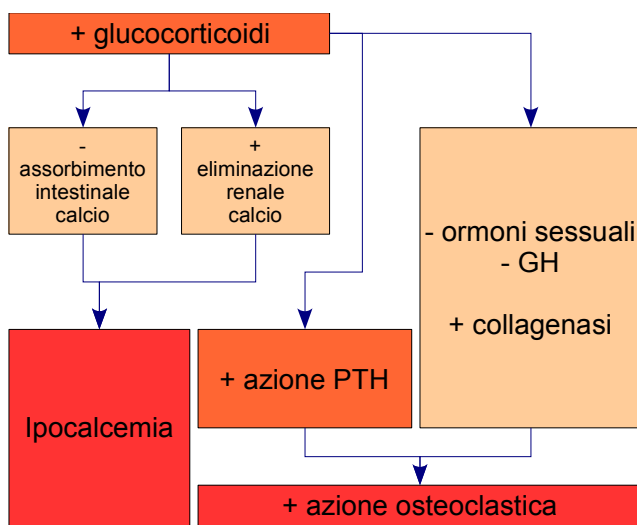 + glucocorticoidi
-
assorbimento
intestinale
calcio
+
eliminazione
renale
calcio
- ormoni sessuali
- GH
+ collagenasi
Ipocalcemia
+ azione PTH
+ azione osteoclastica